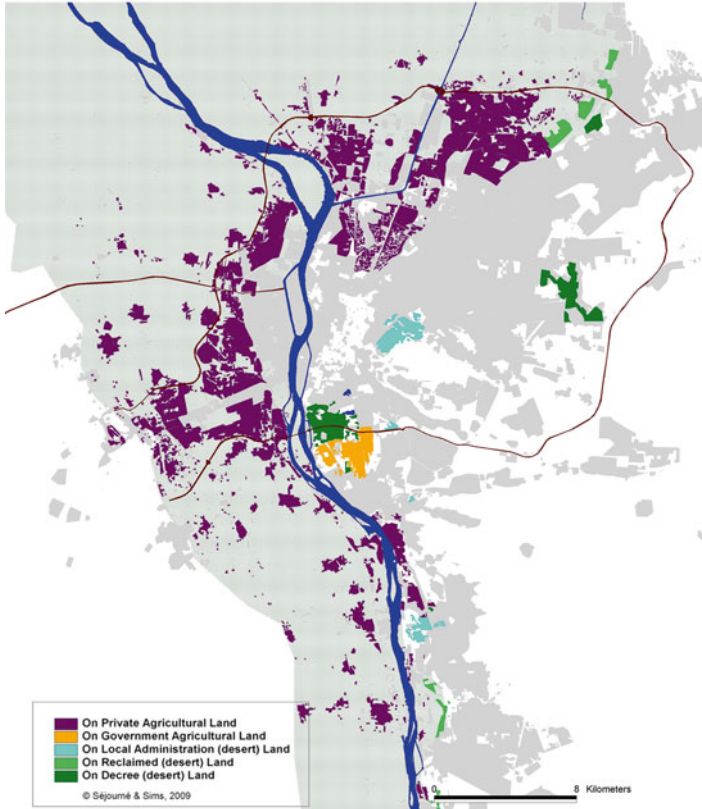 On Private Agricultural Land
On Government Agricultural Land
On Local Administration (desert) Land
On Reclaimed (desert) Land
On Decree (desert) Land
© Séjourné & Sims, 2009
0 8 Kilometers